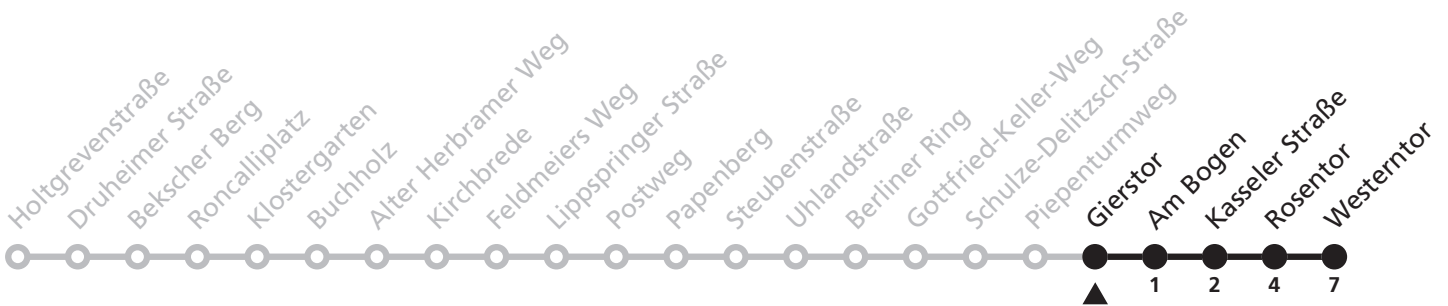 Holtgrevenstraße
Druheimer Straße
Bekscher Berg
Roncalliplatz
Klostergarten
Buchholz
Alter Herbramer Weg
Kirchbrede
Feldmeiers Weg
Lippspringer Straße
Postweg
Papenberg
Steubenstraße
Uhlandstraße
Berliner Ring
Gottfried-Keller-Weg
Schulze-Delitzsch-Straße
Piepenturmweg
Gierstor
Am Bogen
Kasseler Straße
Rosentor
Westerntor
1 2 4 7